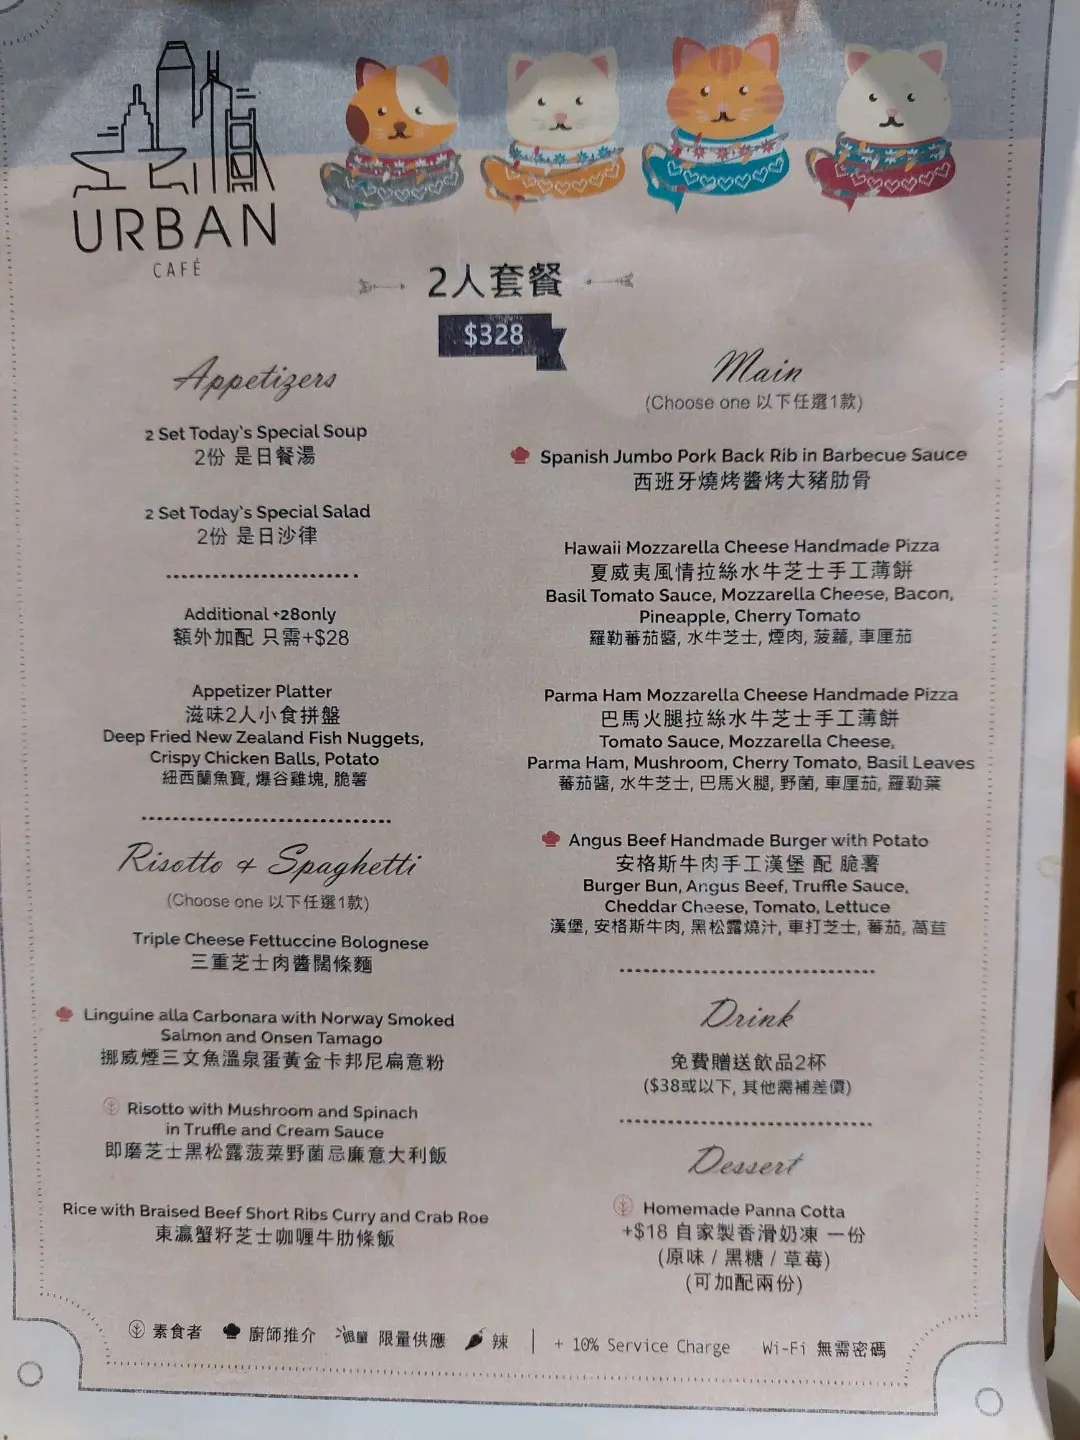 URBAN
CAFÉ
2人套餐
$328
Appetizers
2 Set Today's Special Soup
2份 是日餐湯
2 Set Today's Special Salad
2份 是日沙律
Additional +28only
額外加配 只需+$28
Appetizer Platter
滋味2人小食拼盤
Deep Fried New Zealand Fish Nuggets,
Crispy Chicken Balls, Potato
紐西蘭魚寶, 爆谷雞塊, 脆薯
Risotto & Spaghetti
(Choose one 以下任選1款)
Triple Cheese Fettuccine Bolognese
三重芝士肉醬闊條麵
Linguine alla Carbonara with Norway Smoked
Salmon and Onsen Tamago
挪威煙三文魚溫泉蛋黃金卡邦尼扁意粉
Risotto with Mushroom and Spinach
in Truffle and Cream Sauce
即磨芝士黑松露菠菜野菌忌廉意大利飯
Rice with Braised Beef Short Ribs Curry and Crab Roe
東瀛蟹籽芝士咖喱牛肋條飯
Main
(Choose one 以下任選1款)
Spanish Jumbo Pork Back Rib in Barbecue Sauce
西班牙燒烤醬烤大豬肋骨
Hawaii Mozzarella Cheese Handmade Pizza
夏威夷風情拉絲水牛芝士手工薄餅
Basil Tomato Sauce, Mozzarella Cheese, Bacon,
Pineapple, Cherry Tomato
羅勒蕃茄醬, 水牛芝士, 煙肉, 菠蘿, 車厘茄
Parma Ham Mozzarella Cheese Handmade Pizza
巴馬火腿拉絲水牛芝士手工薄餅
Tomato Sauce, Mozzarella Cheese,
Parma Ham, Mushroom, Cherry Tomato, Basil Leaves
蕃茄醬, 水牛芝士, 巴馬火腿, 野菌, 車厘茄, 羅勒葉
Angus Beef Handmade Burger with Potato
安格斯牛肉手工漢堡 配 脆薯
Burger Bun, Angus Beef, Truffle Sauce,
Cheddar Cheese, Tomato, Lettuce
漢堡, 安格斯牛肉, 黑松露燒汁, 車打芝士, 蕃茄, 萵苣
Drink
免費贈送飲品2杯
($38或以下, 其他需補差價)
Dessert
Homemade Panna Cotta
+$18 自家製香滑奶凍 一份
(原味 / 黑糖 / 草莓)
(可加配兩份)
素食者 廚師推介 限量 限量供應 辣 | + 10% Service Charge Wi-Fi 無需密碼